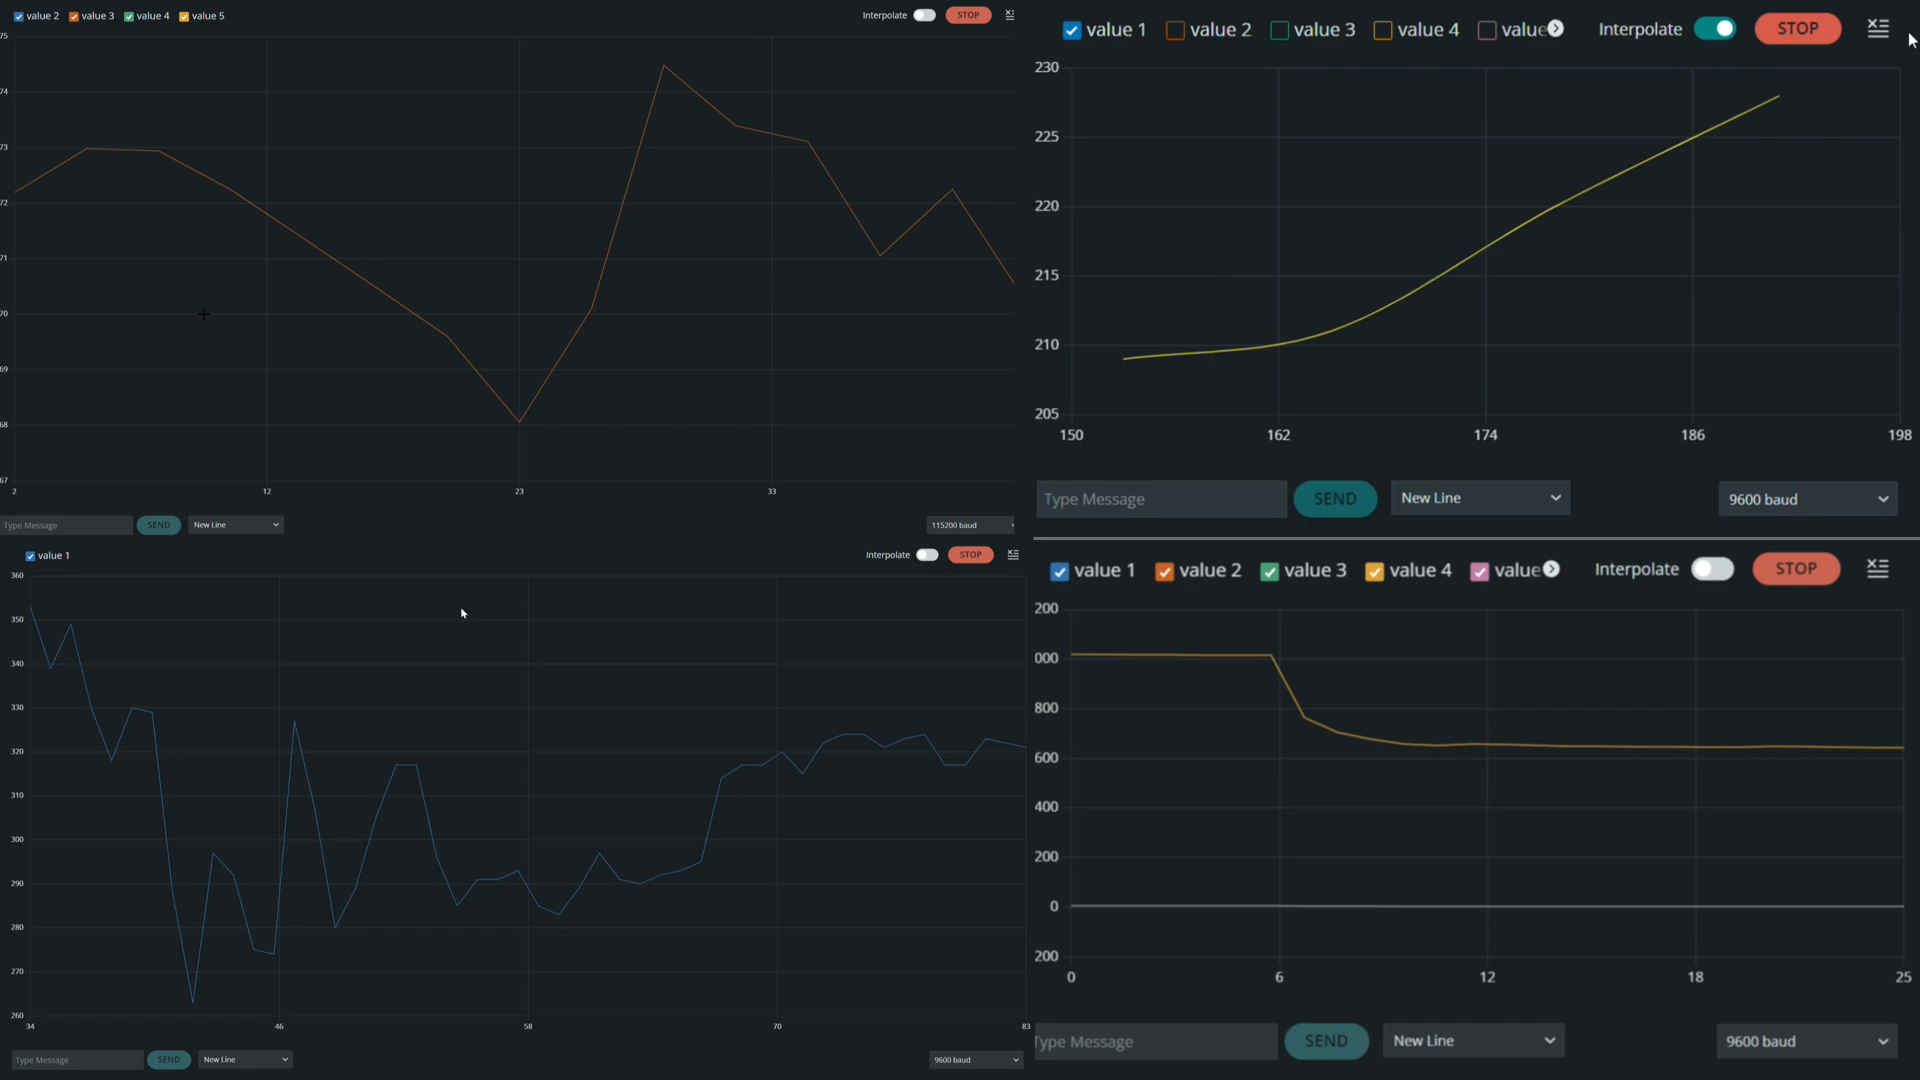 value 2 value 3 value 4 value 5 Interpolate STOP
75
74
73
72
71
70
69
68
67
2 12 23 33
Type Message SEND New Line 115200 baud
value 1 value 2 value 3 value 4 value Interpolate STOP
230
225
220
215
210
205
150 162 174 186 198
Type Message SEND New Line 9600 baud
value 1 Interpolate STOP
360
350
340
330
320
310
300
290
280
270
260
34 46 58 70 83
Type Message SEND New Line 9600 baud
value 1 value 2 value 3 value 4 value Interpolate STOP
200
000
800
600
400
200
0
200
0 6 12 18 25
Type Message SEND New Line 9600 baud